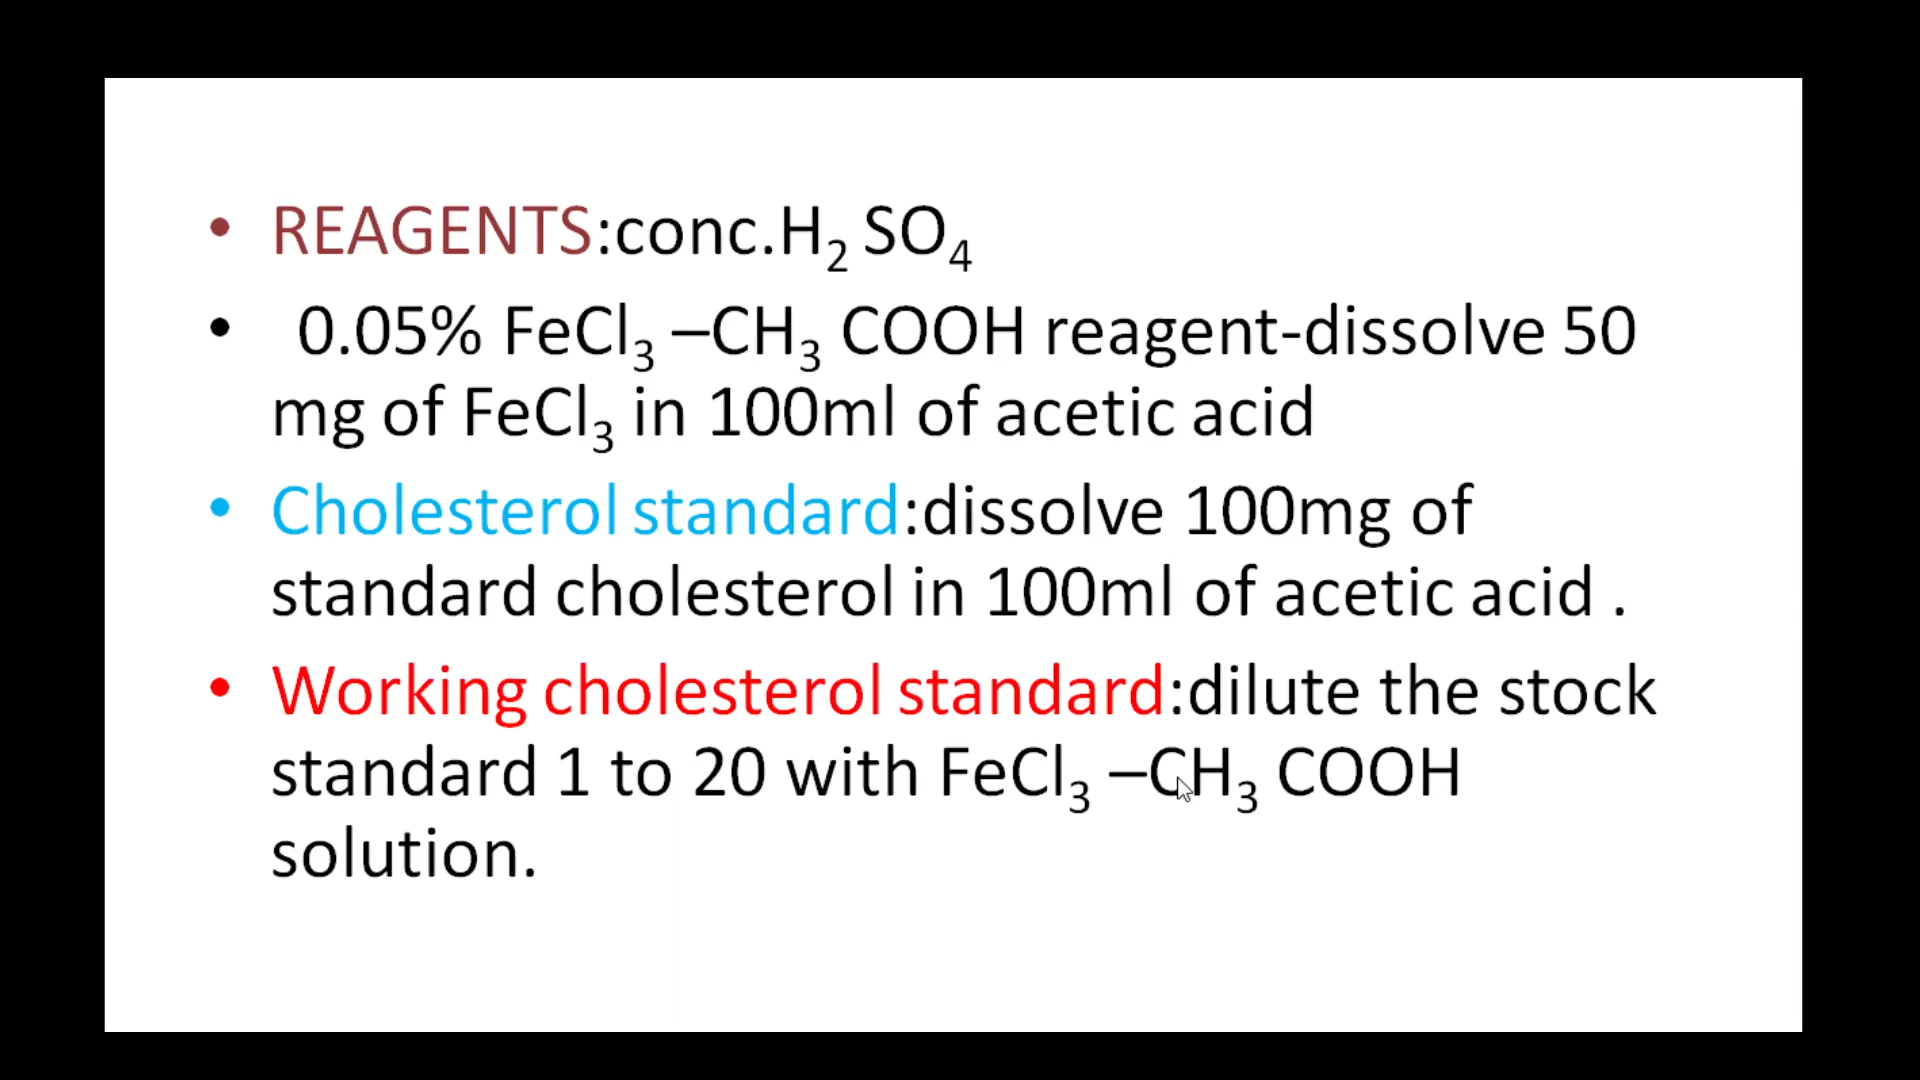 • REAGENTS:conc.H₂ SO₄
• 0.05% FeCl₃ –CH₃ COOH reagent-dissolve 50
mg of FeCl₃ in 100ml of acetic acid
• Cholesterol standard:dissolve 100mg of
standard cholesterol in 100ml of acetic acid .
• Working cholesterol standard:dilute the stock
standard 1 to 20 with FeCl₃ –CH₃ COOH
solution.